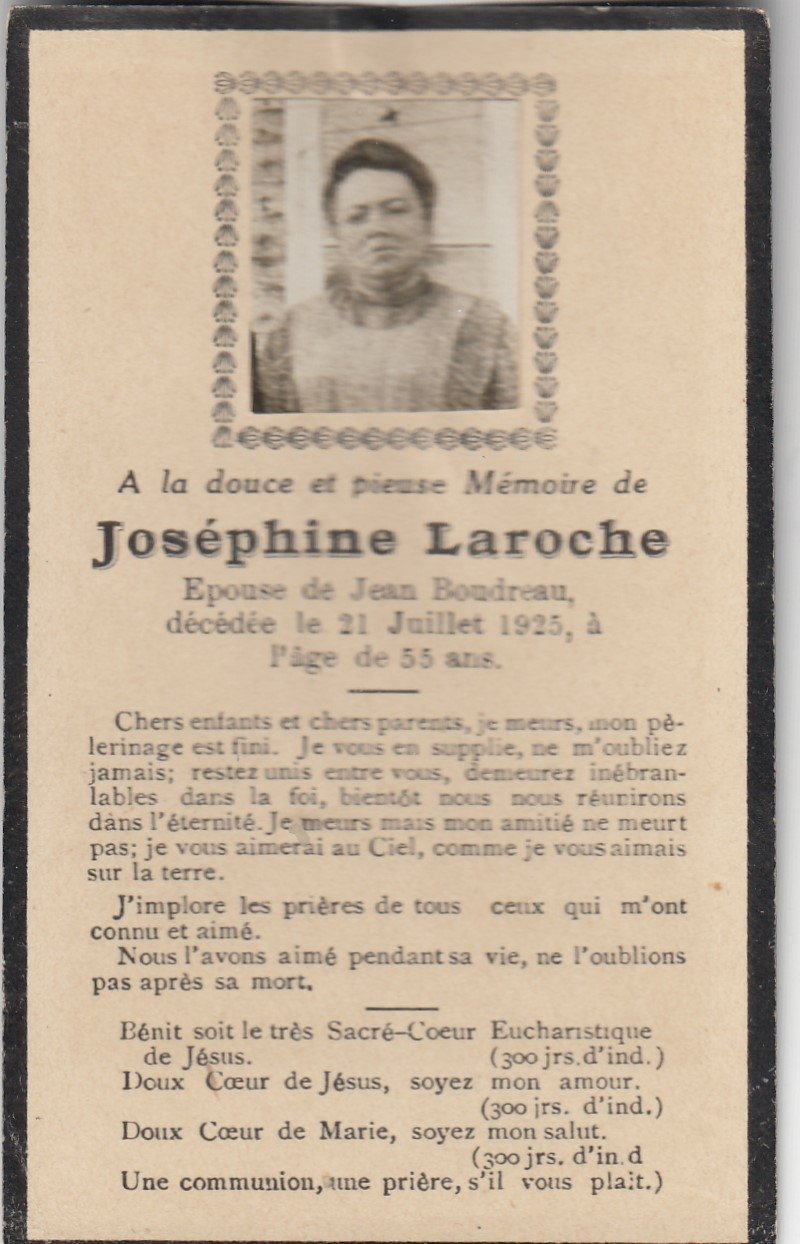 A la douce et pieuse Mémoire de
Joséphine Laroche
Epouse de Jean Boudreau,
décédée le 21 Juillet 1925, à
l'âge de 55 ans.
Chers enfants et chers parents, je meurs, mon pè-
lerinage est fini. Je vous en supplie, ne m'oubliez
jamais; restez unis entre vous, demeurez inébran-
lables dans la foi, bientôt nous nous réunirons
dans l'éternité. Je meurs mais mon amitié ne meurt
pas; je vous aimerai au Ciel, comme je vous aimais
sur la terre.
J'implore les prières de tous ceux qui m'ont
connu et aimé.
Nous l'avons aimé pendant sa vie, ne l'oublions
pas après sa mort.
Bénit soit le très Sacré-Coeur Eucharistique
de Jésus. (300 jrs. d'ind.)
Doux Cœur de Jésus, soyez mon amour.
(300 jrs. d'ind.)
Doux Cœur de Marie, soyez mon salut.
(300 jrs. d'in.d
Une communion, une prière, s'il vous plait.)